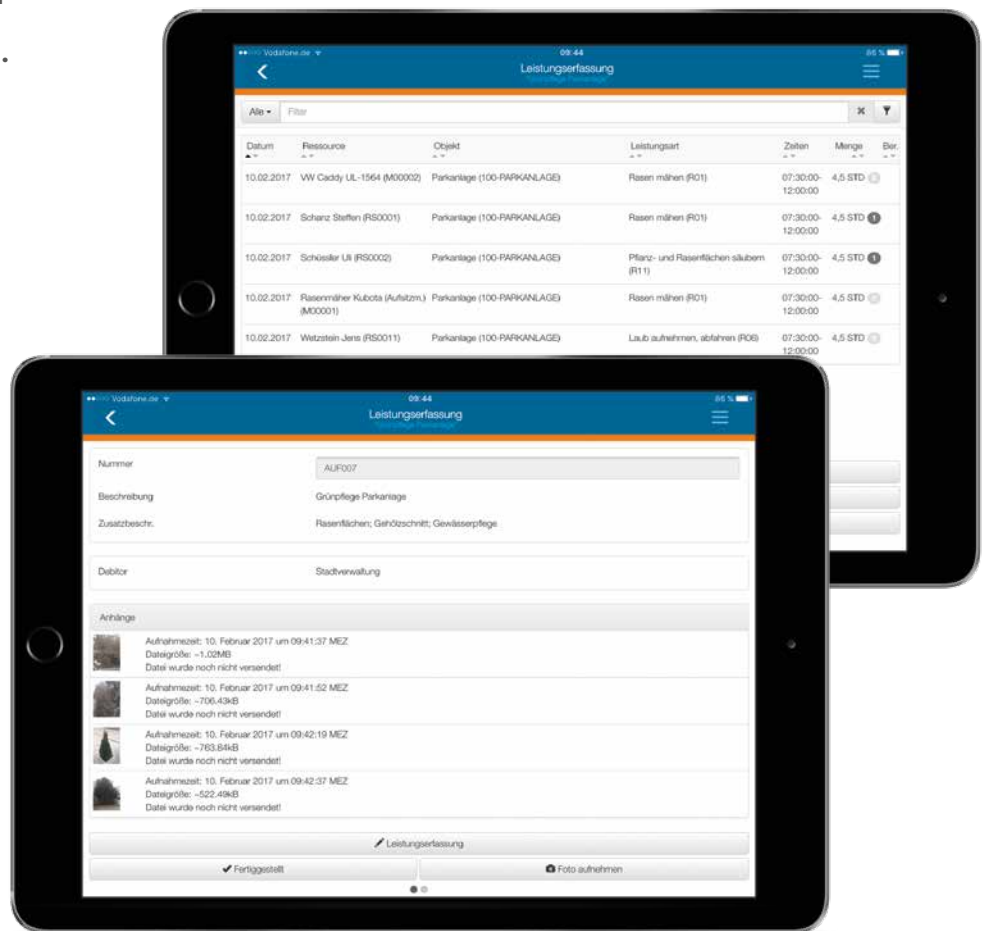 Vodafone.de
09:44
86 %
Leistungserfassung
"Grünpflege Parkanlage"
Alle
Filter
Datum Ressource Objekt Leistungsart Zeiten Menge Ber.
10.02.2017 VW Caddy UL-1564 (M00002) Parkanlage (100-PARKANLAGE) Rasen mähen (R01) 07:30:00- 4,5 STD
12:00:00
10.02.2017 Schanz Steffen (RS0001) Parkanlage (100-PARKANLAGE) Rasen mähen (R01) 07:30:00- 4,5 STD 1
12:00:00
10.02.2017 Schüssler Uli (RS0002) Parkanlage (100-PARKANLAGE) Pflanz- und Rasenflächen säubern 07:30:00- 4,5 STD 1
(R11) 12:00:00
10.02.2017 Rasenmäher Kubota (Aufsitzm.) Parkanlage (100-PARKANLAGE) Rasen mähen (R01) 07:30:00- 4,5 STD
(M00001) 12:00:00
10.02.2017 Wetzstein Jens (RS0011) Parkanlage (100-PARKANLAGE) Laub aufnehmen, abfahren (R06) 07:30:00- 4,5 STD
12:00:00
Vodafone.de
09:44
86 %
Leistungserfassung
"Grünpflege Parkanlage"
Nummer AUF007
Beschreibung Grünpflege Parkanlage
Zusatzbeschr. Rasenflächen; Gehölzschnitt; Gewässerpflege
Debitor Stadtverwaltung
Anhänge
Aufnahmezeit: 10. Februar 2017 um 09:41:37 MEZ
Dateigröße: ~1.02MB
Datei wurde noch nicht versendet!
Aufnahmezeit: 10. Februar 2017 um 09:41:52 MEZ
Dateigröße: ~706.43kB
Datei wurde noch nicht versendet!
Aufnahmezeit: 10. Februar 2017 um 09:42:19 MEZ
Dateigröße: ~763.84kB
Datei wurde noch nicht versendet!
Aufnahmezeit: 10. Februar 2017 um 09:42:37 MEZ
Dateigröße: ~522.49kB
Datei wurde noch nicht versendet!
Leistungserfassung
Fertiggestellt
Foto aufnehmen